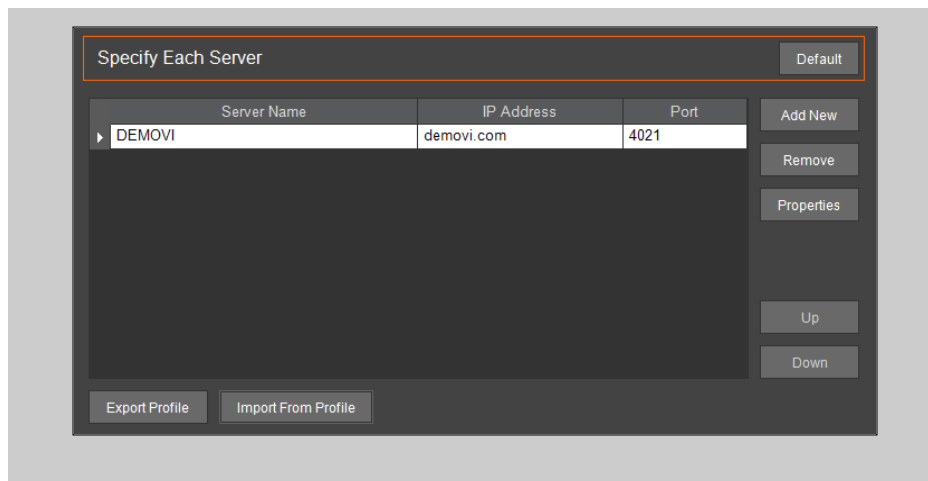 Specify Each Server
Default
Server Name IP Address Port
DEMOVI demovi.com 4021
Add New
Remove
Properties
Up
Down
Export Profile Import From Profile